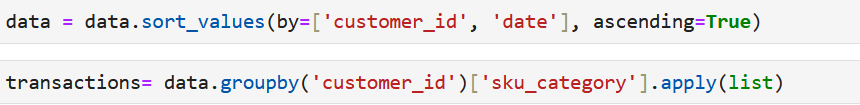 data = data.sort_values(by=['customer_id', 'date'], ascending=True)
transactions= data.groupby('customer_id')['sku_category'].apply(list)